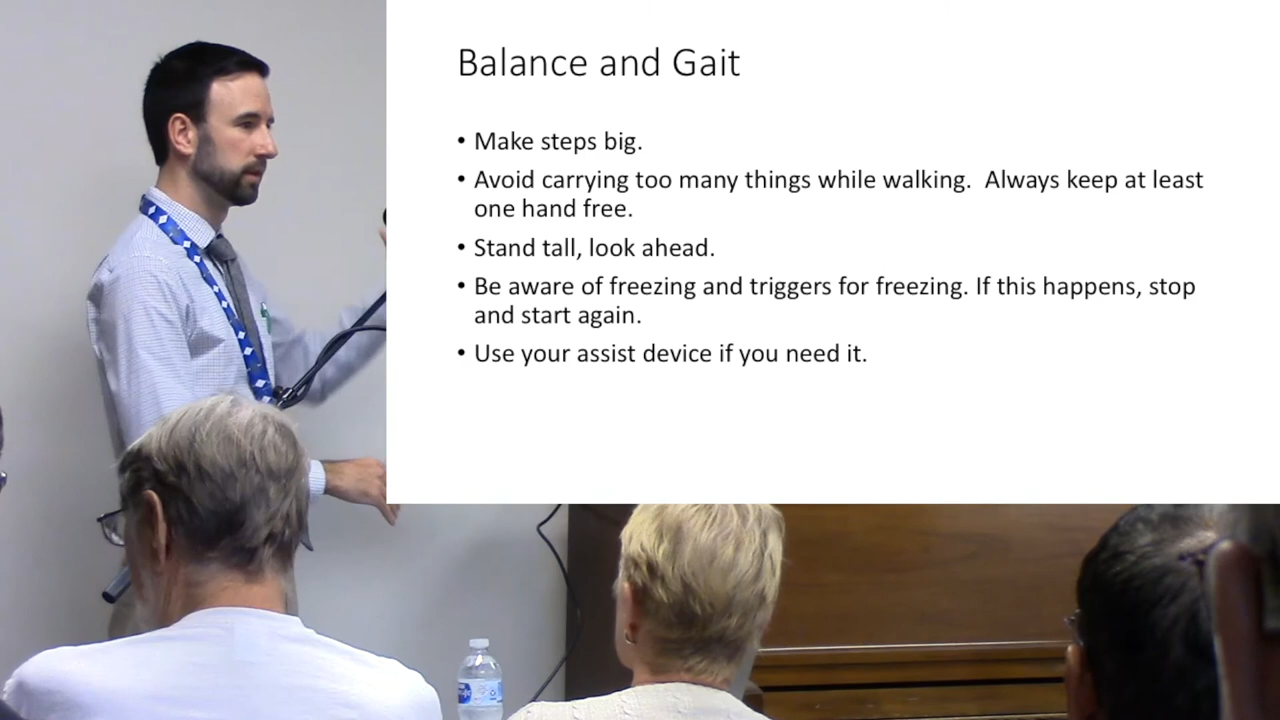 Balance and Gait
• Make steps big.
• Avoid carrying too many things while walking.  Always keep at least
one hand free.
• Stand tall, look ahead.
• Be aware of freezing and triggers for freezing. If this happens, stop
and start again.
• Use your assist device if you need it.